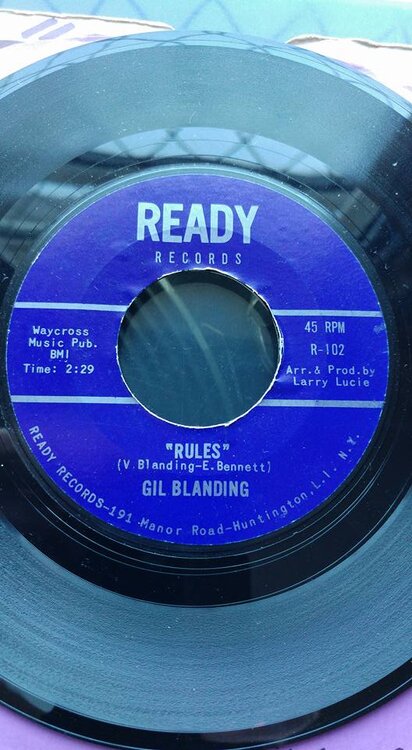 READY
RECORDS
Waycross
Music Pub.
BMI
Time: 2:29
45 RPM
R-102
Arr. & Prod. by
Larry Lucie
"RULES"
(V. Blanding-E. Bennett)
GIL BLANDING
READY RECORDS-191 Manor Road-Huntington, L. I. N. Y.